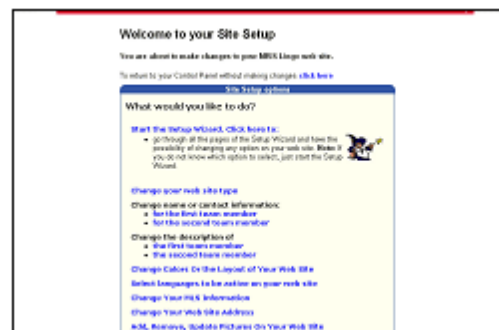 Welcome to your Site Setup
You are about to make changes to your MRIS Lingo web site.
To return to your Control Panel without making changes click here
Site Setup options
What would you like to do?
Start the Setup Wizard, Click here to:
go through all the pages of the Setup Wizard and have the
possibility of changing any option on your web site. Note: if
you do not know which option to select, just start the Setup
Wizard.
Change your web site type
Change name or contact information:
for the first team member
for the second team member
Change the description of
the first team member
the second team member
Change Colors Or the Layout of Your Web Site
Select languages to be active on your web site
Change Your MLS Information
Change Your Web Site Address
Add, Remove, Update Pictures On Your Web Site